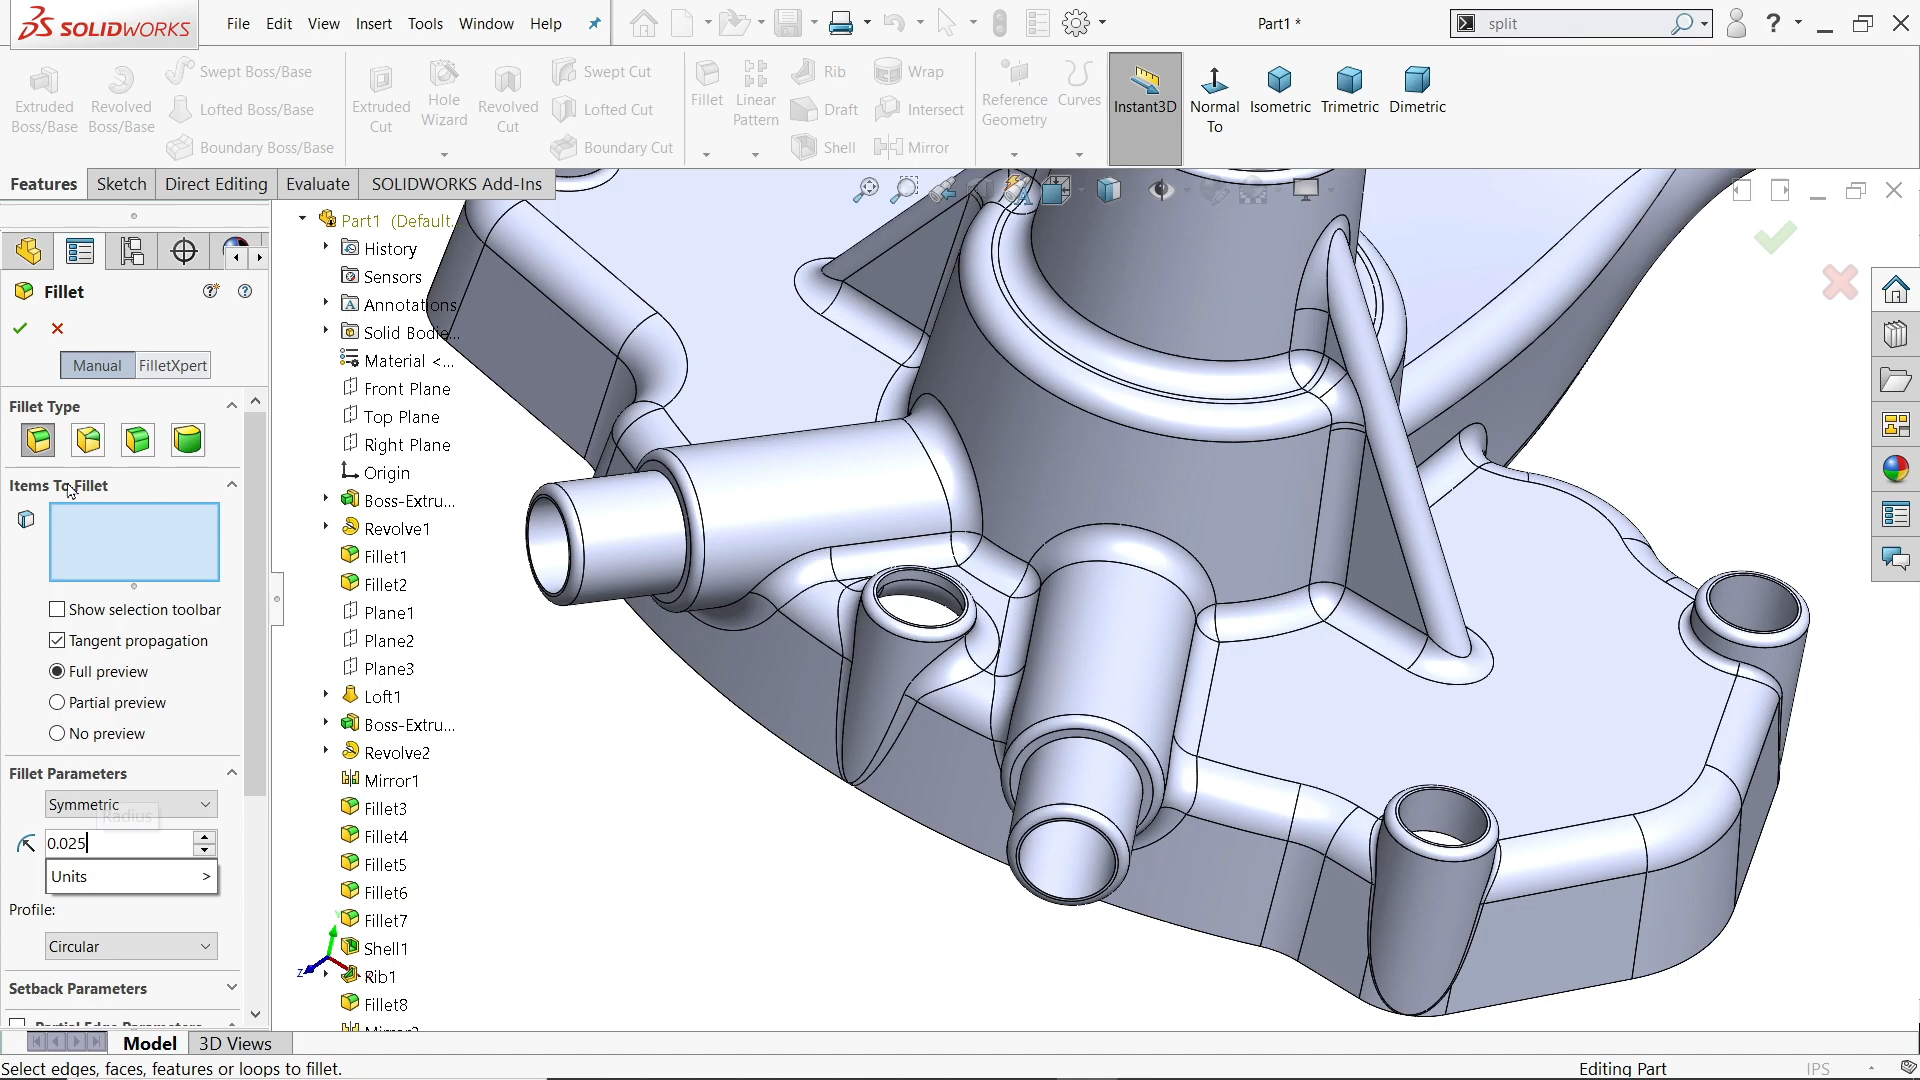 SOLIDWORKS
File
Edit
View
Insert
Tools
Window
Help
Part1 *
split
?
Extruded
Boss/Base
Revolved
Boss/Base
Swept Boss/Base
Lofted Boss/Base
Boundary Boss/Base
Extruded
Cut
Hole
Wizard
Revolved
Cut
Swept Cut
Lofted Cut
Boundary Cut
Fillet
Linear
Pattern
Rib
Draft
Shell
Wrap
Intersect
Mirror
Reference
Geometry
Curves
Instant3D
Normal
To
Isometric
Trimetric
Dimetric
Features
Sketch
Direct Editing
Evaluate
SOLIDWORKS Add-Ins
Fillet
Manual
FilletXpert
Fillet Type
Items To Fillet
Show selection toolbar
Tangent propagation
Full preview
Partial preview
No preview
Fillet Parameters
Symmetric
Radius
0.025
Units >
Profile:
Circular
Setback Parameters
Part1 (Default.
History
Sensors
Annotations
Solid Bodie...
Material <...
Front Plane
Top Plane
Right Plane
Origin
Boss-Extru...
Revolve1
Fillet1
Fillet2
Plane1
Plane2
Plane3
Loft1
Boss-Extru...
Revolve2
Mirror1
Fillet3
Fillet4
Fillet5
Fillet6
Fillet7
Shell1
Rib1
Fillet8
Z
Model
3D Views
Select edges, faces, features or loops to fillet.
Editing Part
IPS